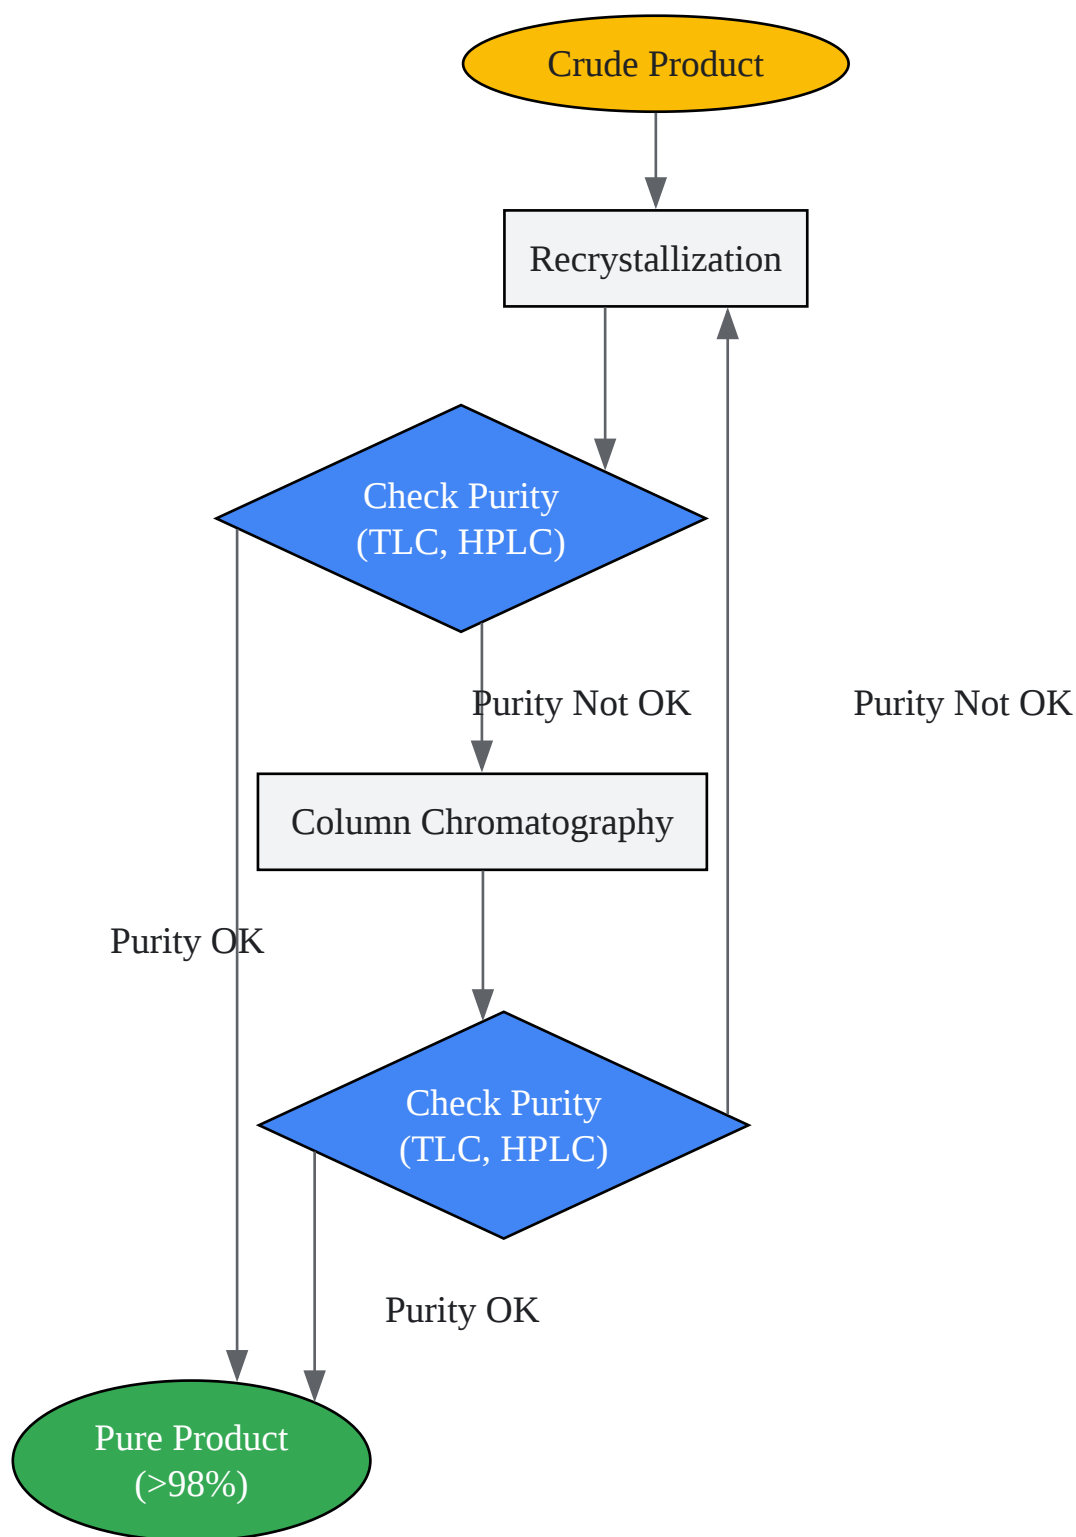 Crude Product
Recrystallization
Check Purity
(TLC, HPLC)
Purity Not OK
Purity Not OK
Column Chromatography
Purity OK
Check Purity
(TLC, HPLC)
Purity OK
Pure Product
(>98%)